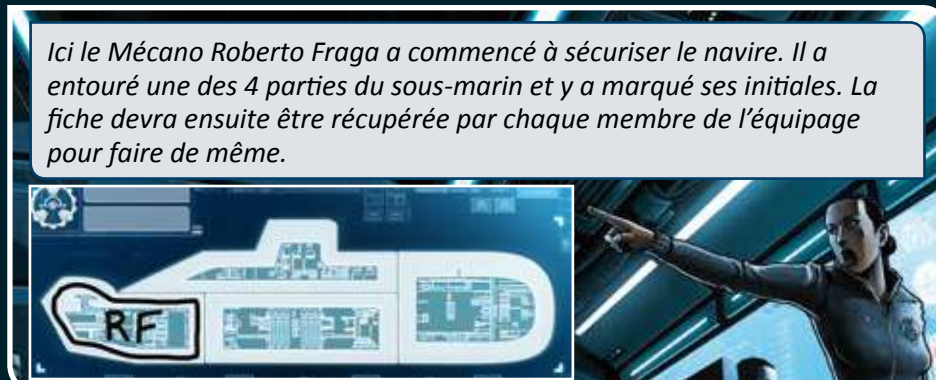 Ici le Mécano Roberto Fraga a commencé à sécuriser le navire. Il a
entouré une des 4 parties du sous-marin et y a marqué ses initiales. La
fiche devra ensuite être récupérée par chaque membre de l’équipage
pour faire de même.
RF